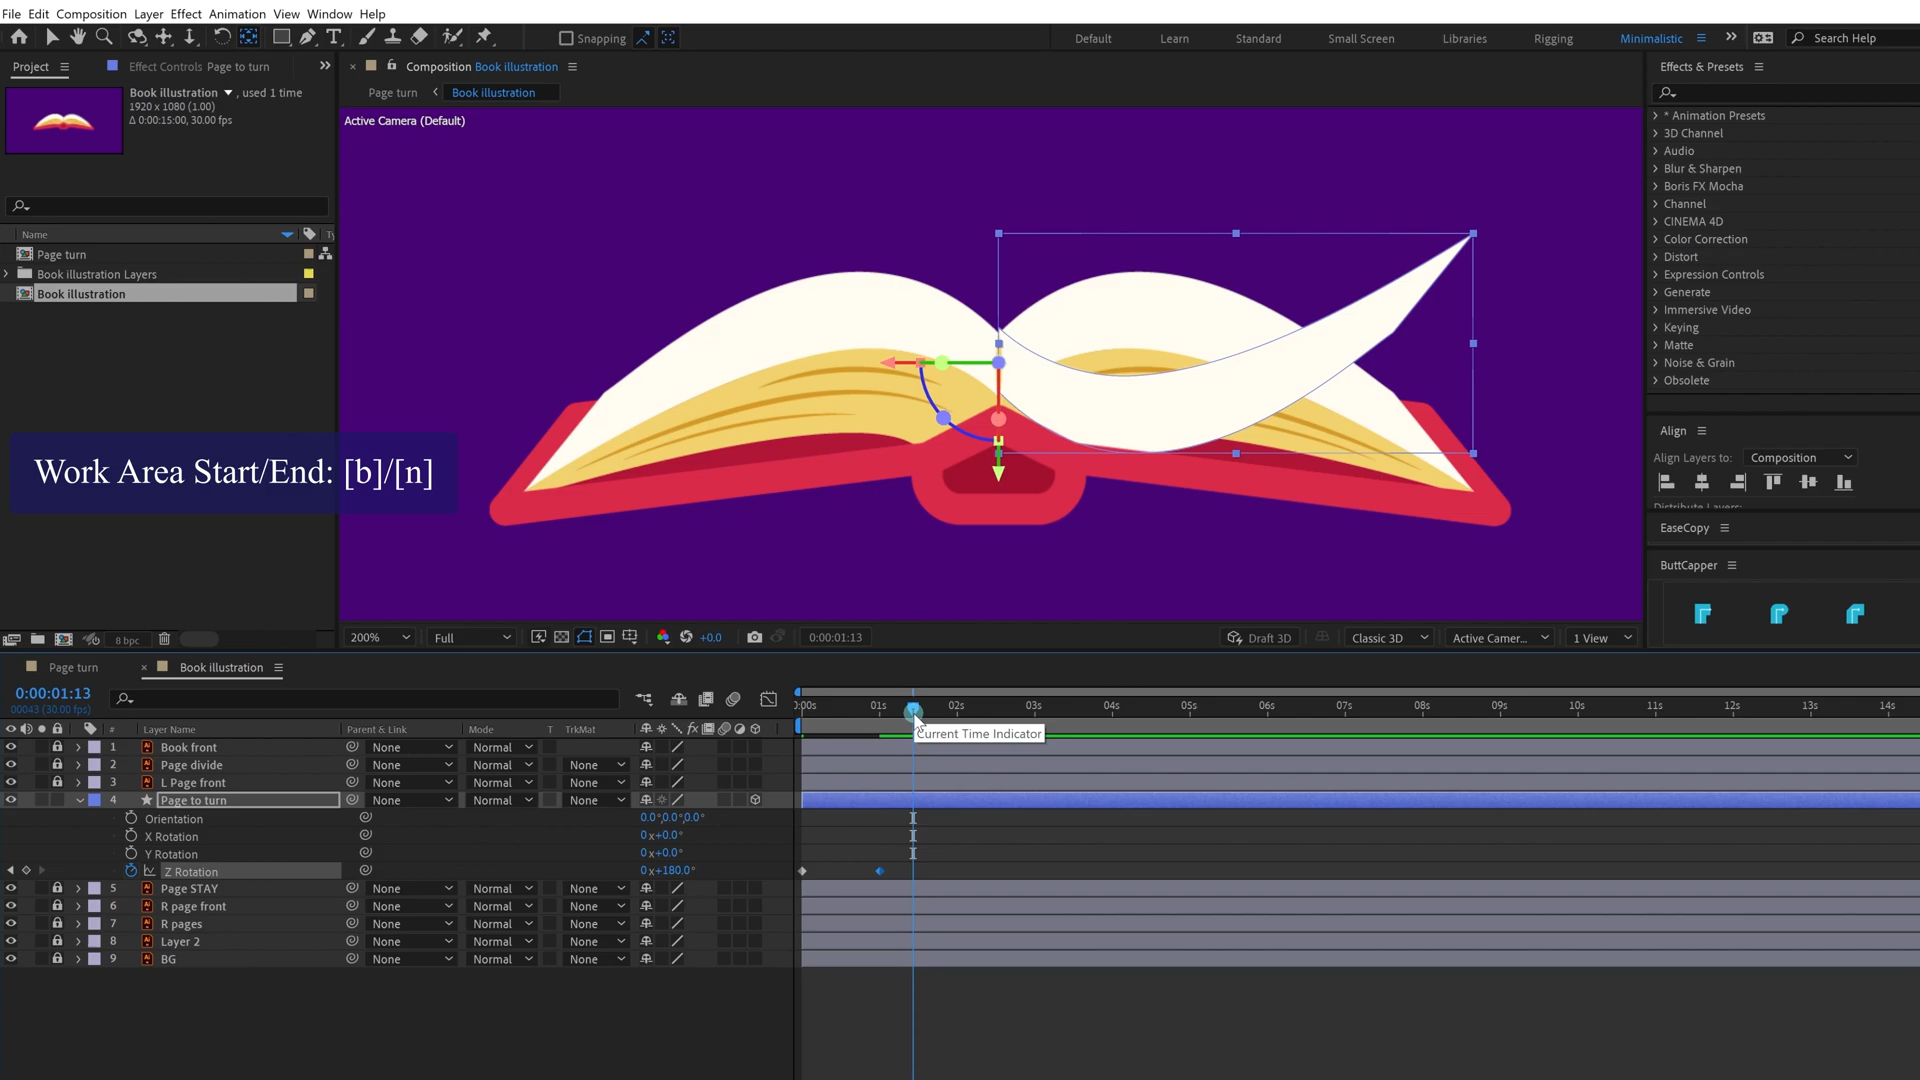 File Edit Composition Layer Effect Animation View Window Help
Snapping
Default Learn Standard Small Screen Libraries Rigging Minimalistic Search Help
Project Effect Controls Page to turn
Composition Book illustration
Effects & Presets
Book illustration , used 1 time
1920 x 1080 (1.00)
Δ 0:00:15:00, 30.00 fps
Page turn Book illustration
Active Camera (Default)
Name
Page turn
Book illustration Layers
Book illustration
* Animation Presets
3D Channel
Audio
Blur & Sharpen
Boris FX Mocha
Channel
CINEMA 4D
Color Correction
Distort
Expression Controls
Generate
Immersive Video
Keying
Matte
Noise & Grain
Obsolete
Align
Align Layers to: Composition
Distribute Layers:
EaseCopy
ButtCapper
Work Area Start/End: [b]/[n]
8 bpc
200% Full +0.0 0:00:01:13 Draft 3D Classic 3D Active Camer... 1 View
Page turn Book illustration
0:00:01:13
00043 (30.00 fps)
0:00s 01s 02s 03s 04s 05s 06s 07s 08s 09s 10s 11s 12s 13s 14s
Current Time Indicator
# Layer Name Parent & Link Mode T TrkMat fx
1 Book front None Normal
2 Page divide None Normal None
3 L Page front None Normal None
4 Page to turn None Normal None
Orientation 0.0°,0.0°,0.0°
X Rotation 0x+0.0°
Y Rotation 0x+0.0°
Z Rotation 0x+180.0°
5 Page STAY None Normal None
6 R page front None Normal None
7 R pages None Normal None
8 Layer 2 None Normal None
9 BG None Normal None